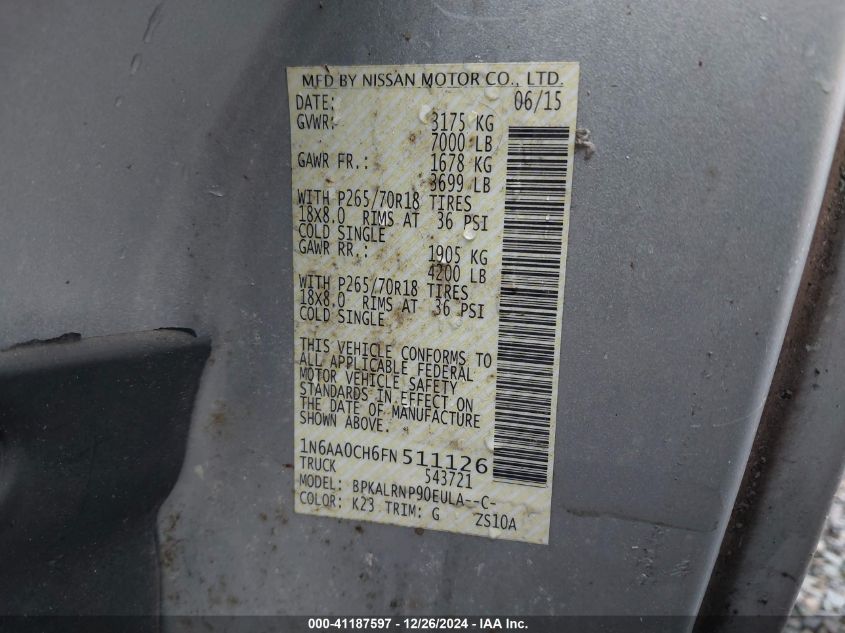 MFD BY NISSAN MOTOR CO., LTD.
DATE: 06/15
GVWR: 3175 KG
7000 LB
GAWR FR.: 1678 KG
3699 LB
WITH P265/70R18 TIRES
18X8.0 RIMS AT 36 PSI
COLD SINGLE
GAWR RR.: 1905 KG
4200 LB
WITH P265/70R18 TIRES
18X8.0 RIMS AT 36 PSI
COLD SINGLE
THIS VEHICLE CONFORMS TO
ALL APPLICABLE FEDERAL
MOTOR VEHICLE SAFETY
STANDARDS IN EFFECT ON
THE DATE OF MANUFACTURE
SHOWN ABOVE.
1N6AA0CH6FN 511126
TRUCK 543721
MODEL: BPKALRNP90EULA--C-
COLOR: K23 TRIM: G ZS10A
000-41187597 • 12/26/2024 - IAA Inc.